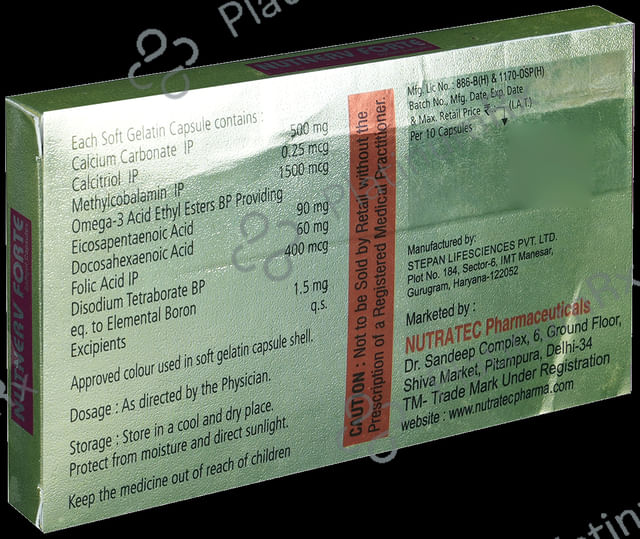 NUTNERV FORTE
Each Soft Gelatin Capsule contains :
Calcium Carbonate IP 500 mg
Calcitriol IP 0.25 mcg
Methylcobalamin IP 1500 mcg
Omega-3 Acid Ethyl Esters BP Providing
Eicosapentaenoic Acid 90 mg
Docosahexaenoic Acid 60 mg
Folic Acid IP 400 mcg
Disodium Tetraborate BP
eq. to Elemental Boron 1.5 mg
Excipients q.s.
Approved colour used in soft gelatin capsule shell.
Dosage : As directed by the Physician.
Storage : Store in a cool and dry place.
Protect from moisture and direct sunlight.
Keep the medicine out of reach of children
CAUTION : Not to be Sold by Retail without the
Prescription of a Registered Medical Practitioner.
Mfg. Lic No : 886-B(H) & 1170-OSP(H)
Batch No., Mfg. Date, Exp. Date
& Max. Retail Price ₹ (I.A.T.)
Per 10 Capsules
Manufactured by:
STEPAN LIFESCIENCES PVT. LTD.
Plot No. 184, Sector-6, IMT Manesar,
Gurugram, Haryana-122052
Marketed by :
NUTRATEC Pharmaceuticals
Dr. Sandeep Complex, 6, Ground Floor,
Shiva Market, Pitampura, Delhi-34
TM- Trade Mark Under Registration
website : www.nutratecpharma.com
NUTNERV FORTE